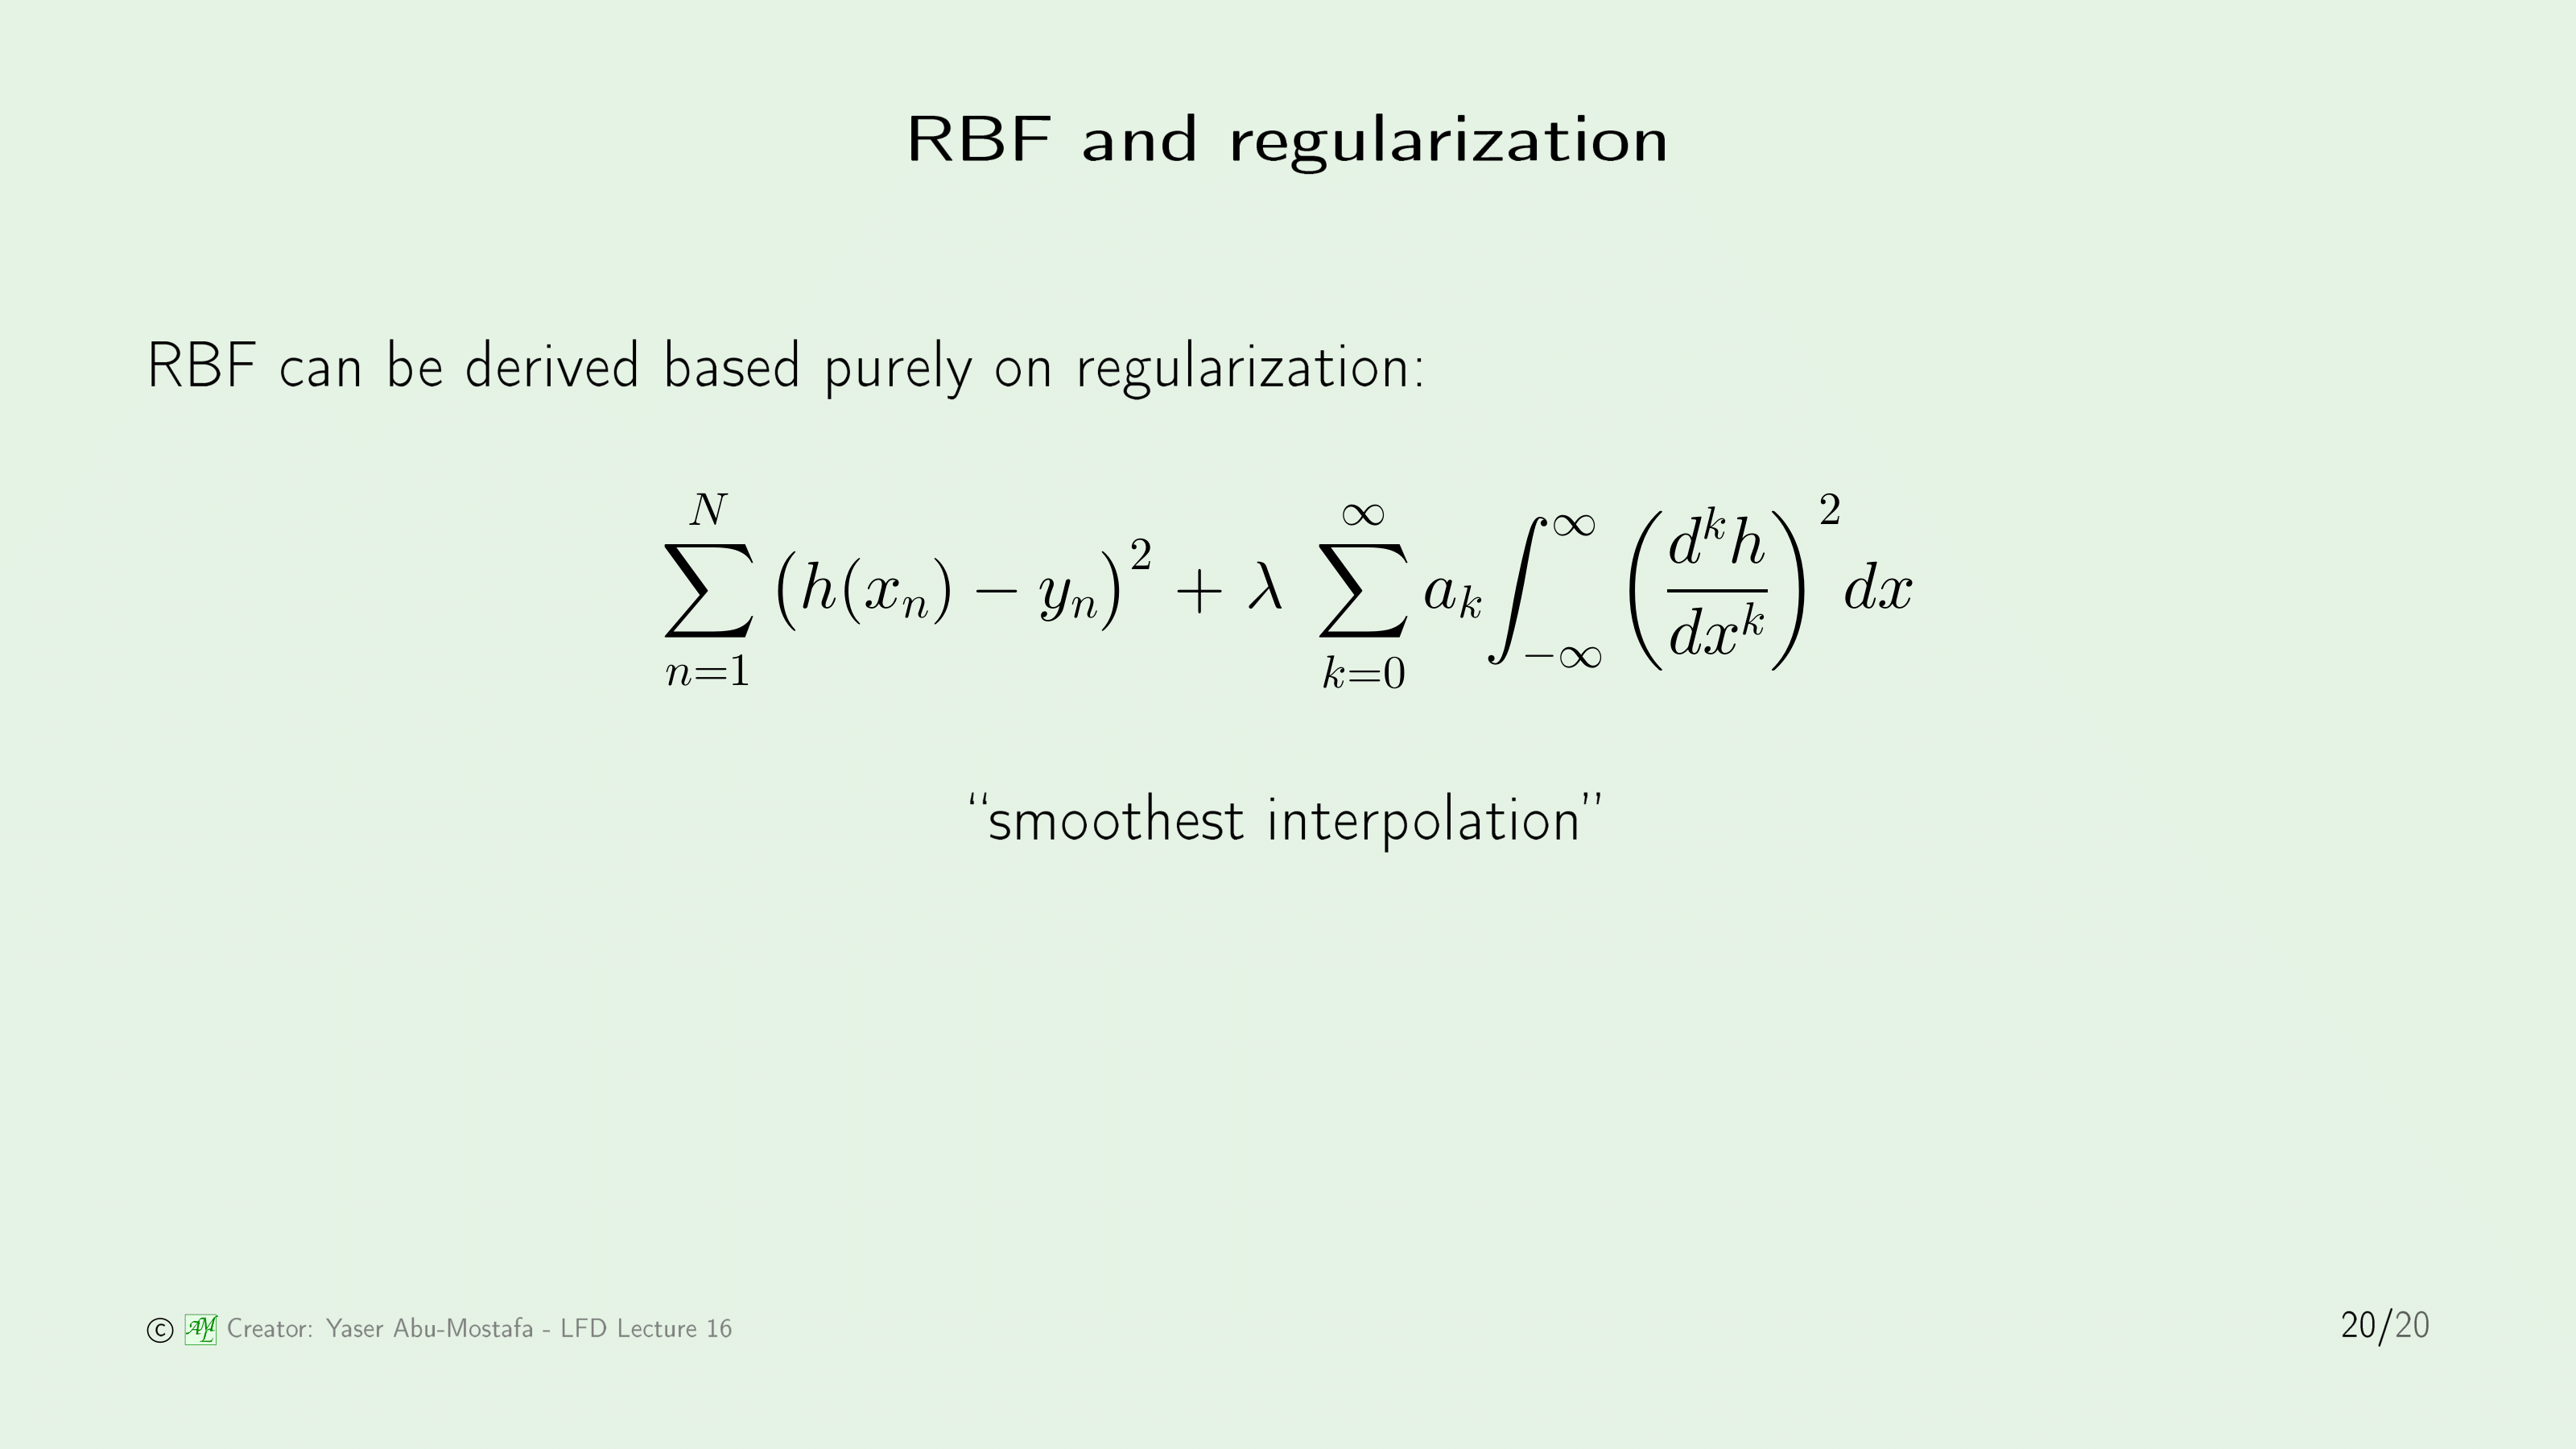 RBF and regularization
RBF can be derived based purely on regularization:
$$\sum_{n=1}^{N} \left(h(x_n) - y_n\right)^2 + \lambda \sum_{k=0}^{\infty} a_k \int_{-\infty}^{\infty} \left(\frac{d^k h}{dx^k}\right)^2 dx$$
“smoothest interpolation”
© AML Creator: Yaser Abu-Mostafa - LFD Lecture 16
20/20